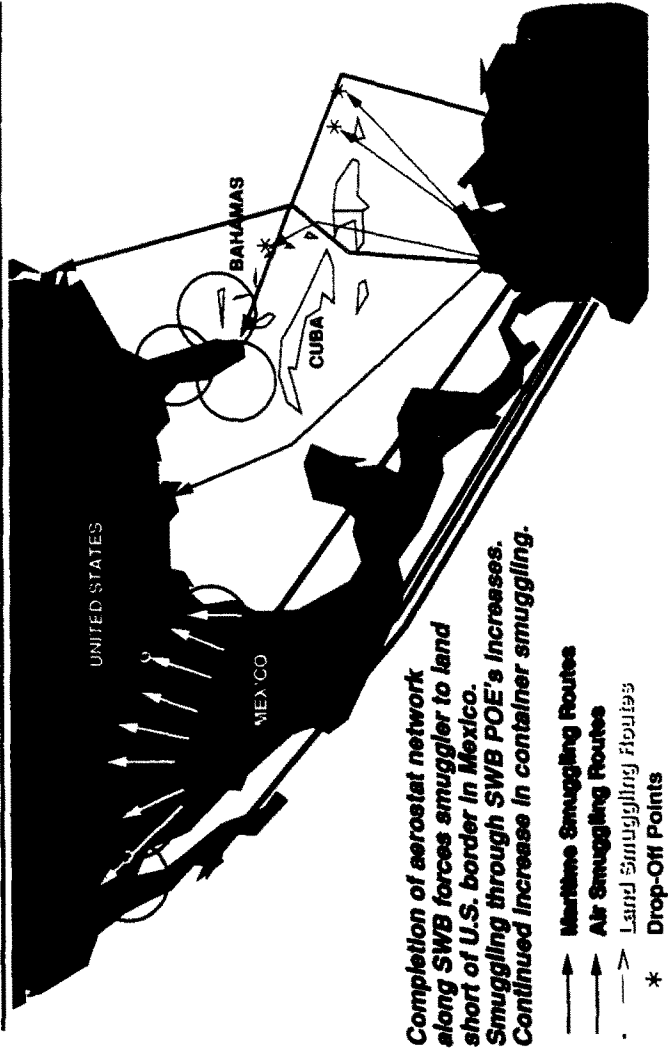 UNITED STATES
MEXICO
BAHAMAS
CUBA
Completion of aerostat network
along SWB forces smuggler to land
short of U.S. border in Mexico.
Smuggling through SWB POE's increases.
Continued increase in container smuggling.
Maritime Smuggling Routes
Air Smuggling Routes
Land Smuggling Routes
* Drop-Off Points